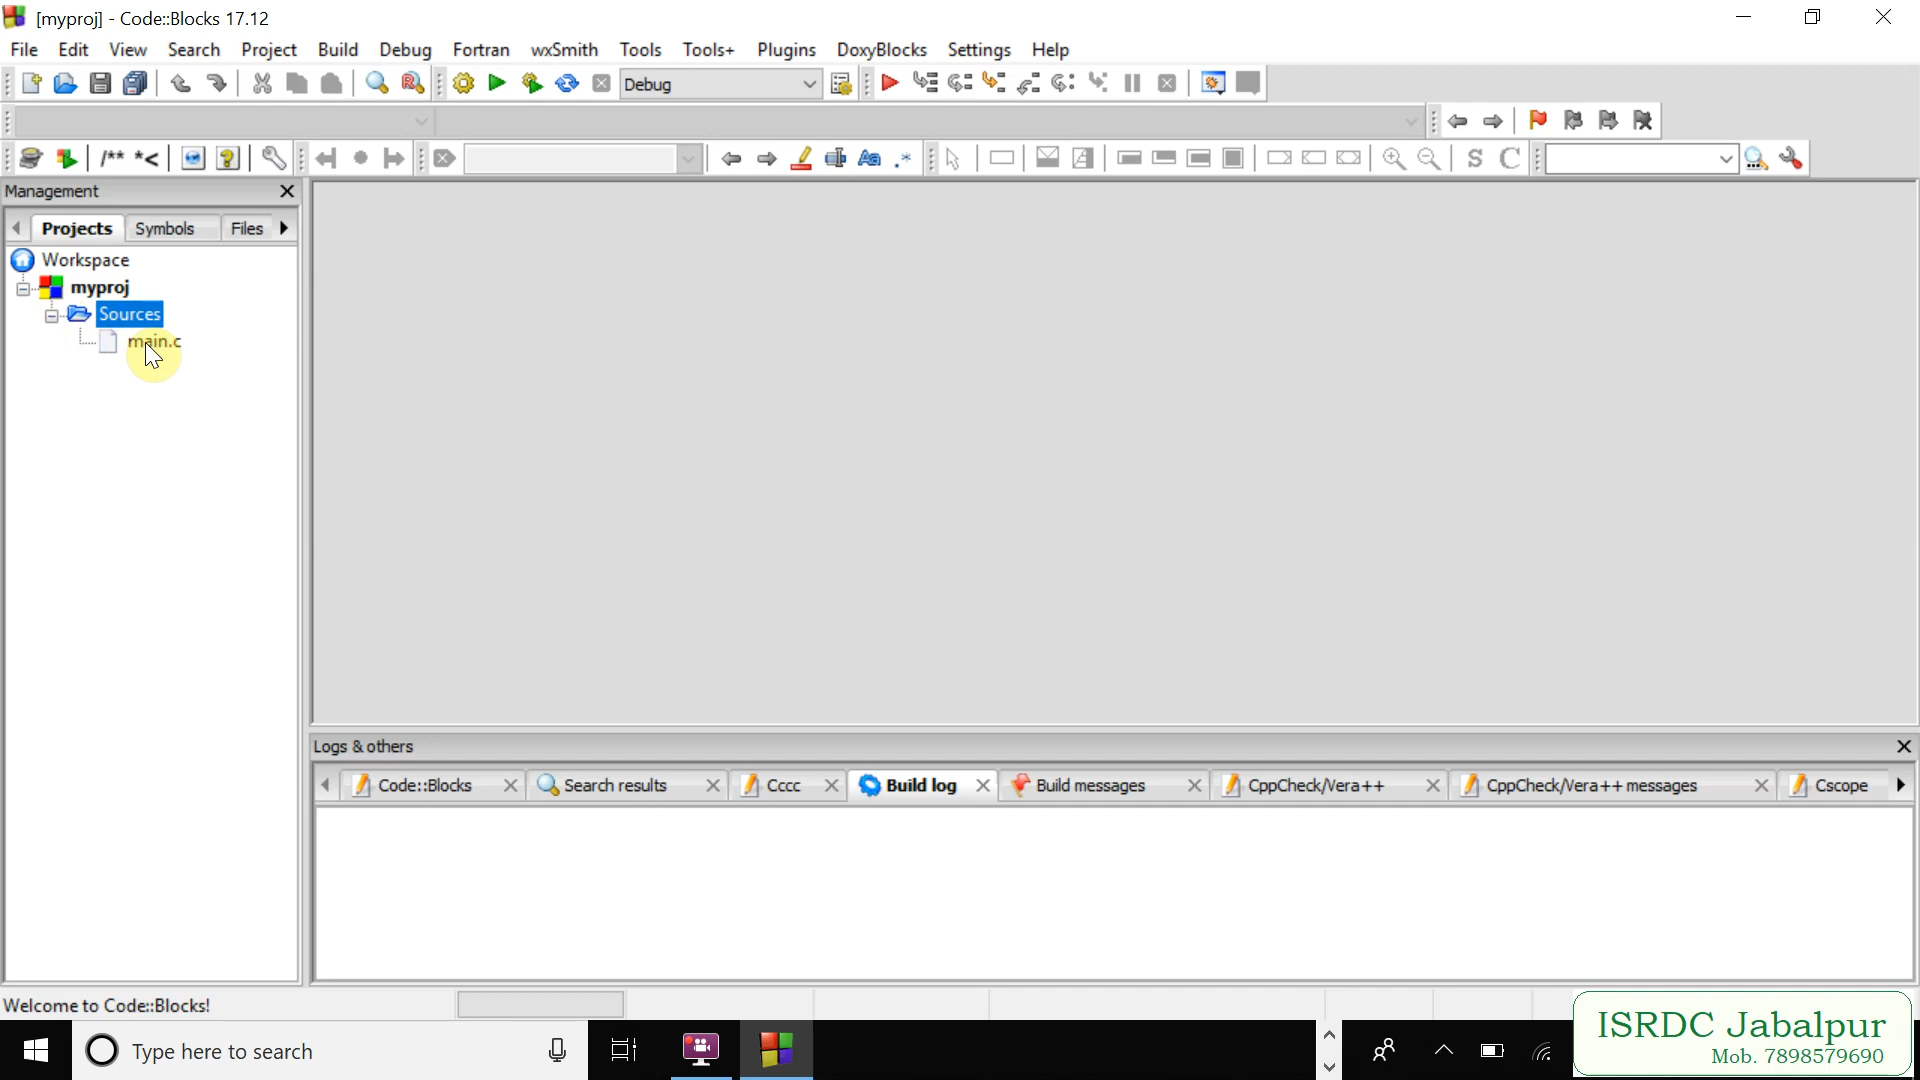 [myproj] - Code::Blocks 17.12
File Edit View Search Project Build Debug Fortran wxSmith Tools Tools+ Plugins DoxyBlocks Settings Help
Debug
/** *<
Aa .* S C
Management
Projects Symbols Files
Workspace
myproj
Sources
main.c
Logs & others
Code::Blocks Search results Cccc Build log Build messages CppCheck/Vera++ CppCheck/Vera++ messages Cscope
Welcome to Code::Blocks!
Type here to search
ISRDC Jabalpur
Mob. 7898579690